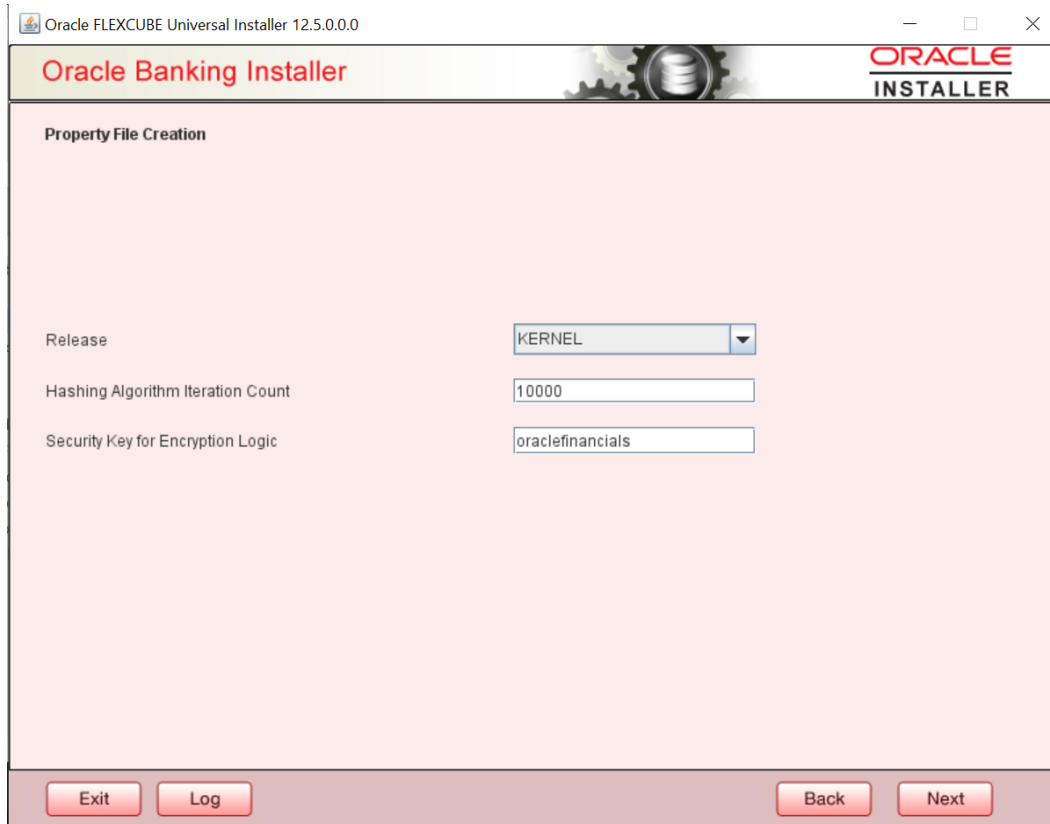 Oracle FLEXCUBE Universal Installer 12.5.0.0.0
Oracle Banking Installer
ORACLE
INSTALLER
Property File Creation
Release
KERNEL
Hashing Algorithm Iteration Count
10000
Security Key for Encryption Logic
oraclefinancials
Exit
Log
Back
Next